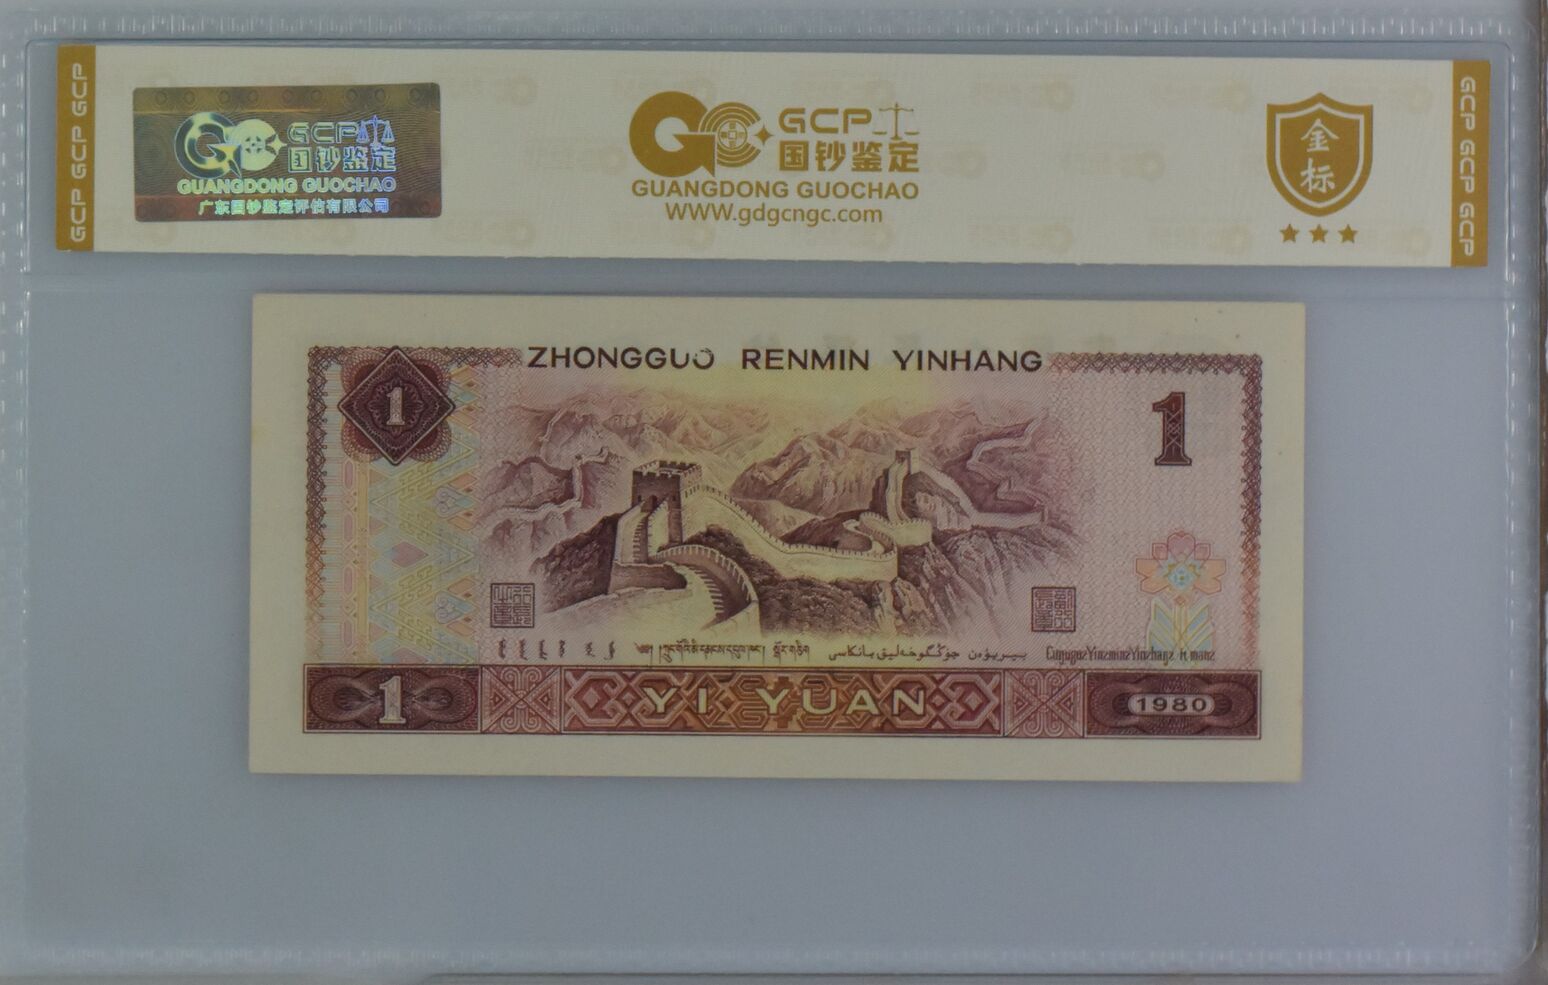 GCP GCP GCP
GCP
国钞鉴定
GUANGDONG GUOCHAO
广东国钞鉴定评估有限公司
GCP
国钞鉴定
GUANGDONG GUOCHAO
WWW.gdgcngc.com
金
标
GCP GCP GCP
ZHONGGUO RENMIN YINHANG
1
1
1
YI YUAN
1980